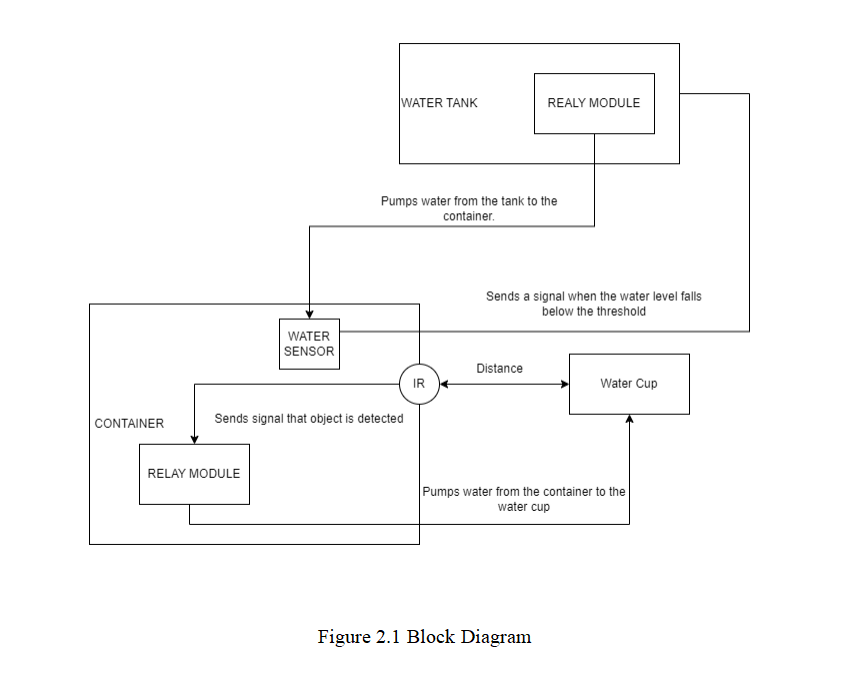 WATER TANK
REALY MODULE
Pumps water from the tank to the
container.
Sends a signal when the water level falls
below the threshold
WATER
SENSOR
Distance
IR
Water Cup
Sends signal that object is detected
CONTAINER
RELAY MODULE
Pumps water from the container to the
water cup
Figure 2.1 Block Diagram